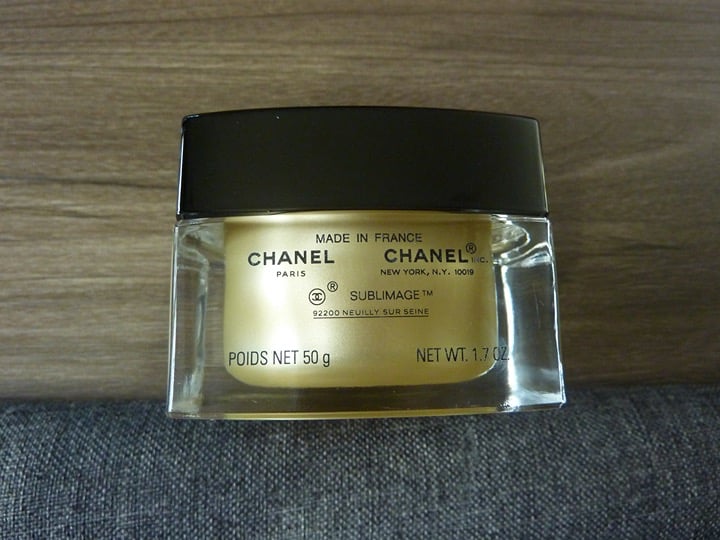 MADE IN FRANCE
CHANEL CHANEL® INC.
PARIS NEW YORK, N.Y. 10019
® SUBLIMAGE™
92200 NEUILLY SUR SEINE
POIDS NET 50 g NET WT. 1.7 OZ.